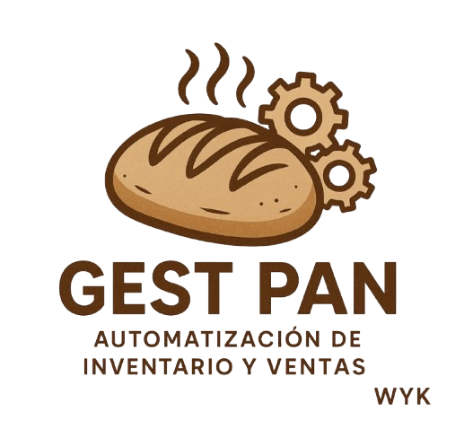 GEST PAN
AUTOMATIZACIÓN DE
INVENTARIO Y VENTAS
WYK